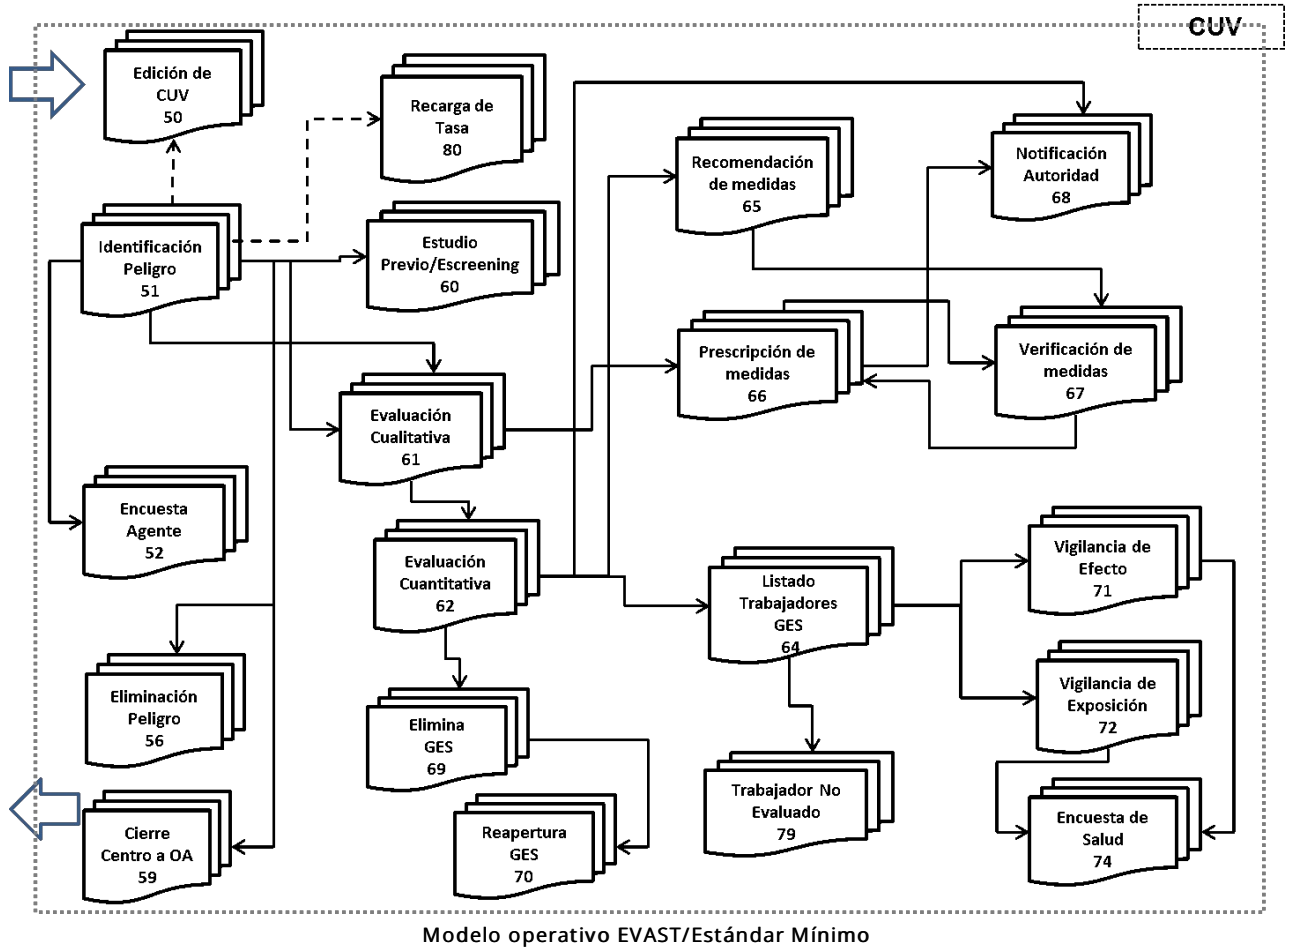 CUV
Edición de
CUV
50
Recarga de
Tasa
80
Recomendación
de medidas
65
Notificación
Autoridad
68
Identificación
Peligro
51
Estudio
Previo/Escreening
60
Prescripción de
medidas
66
Verificación de
medidas
67
Evaluación
Cualitativa
61
Encuesta
Agente
52
Evaluación
Cuantitativa
62
Listado
Trabajadores
GES
64
Vigilancia de
Efecto
71
Eliminación
Peligro
56
Elimina
GES
69
Vigilancia de
Exposición
72
Cierre
Centro a OA
59
Reapertura
GES
70
Trabajador No
Evaluado
79
Encuesta de
Salud
74
Modelo operativo EVAST/Estándar Mínimo